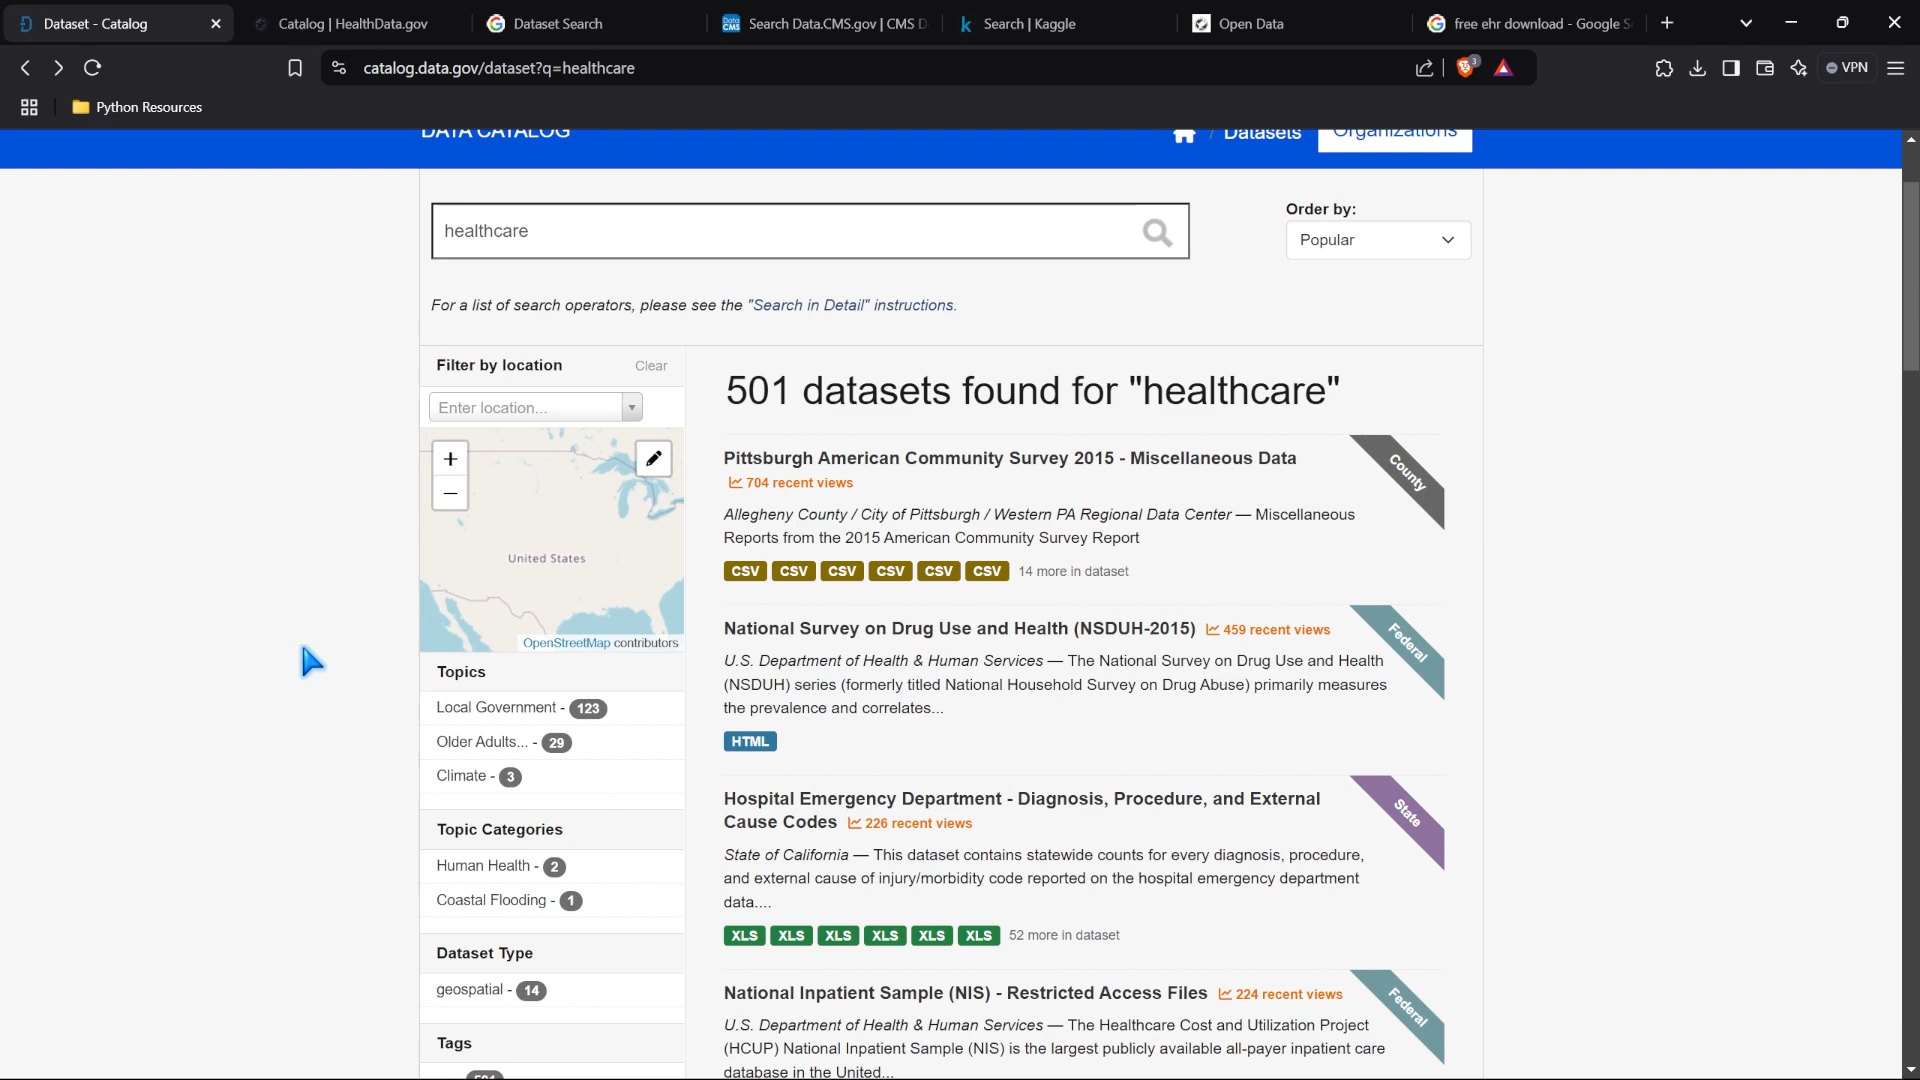 Dataset - Catalog
Catalog | HealthData.gov
Dataset Search
Search Data.CMS.gov | CMS D
Search | Kaggle
Open Data
free ehr download - Google S
catalog.data.gov/dataset?q=healthcare
3
VPN
Python Resources
DATA CATALOG
/ Datasets
Organizations
healthcare
Order by:
Popular
For a list of search operators, please see the "Search in Detail" instructions.
Filter by location
Clear
Enter location...
+
−
United States
OpenStreetMap contributors
Topics
Local Government - 123
Older Adults... - 29
Climate - 3
Topic Categories
Human Health - 2
Coastal Flooding - 1
Dataset Type
geospatial - 14
Tags
501 datasets found for "healthcare"
Pittsburgh American Community Survey 2015 - Miscellaneous Data
704 recent views
County
Allegheny County / City of Pittsburgh / Western PA Regional Data Center — Miscellaneous
Reports from the 2015 American Community Survey Report
CSV CSV CSV CSV CSV CSV 14 more in dataset
National Survey on Drug Use and Health (NSDUH-2015) 459 recent views
Federal
U.S. Department of Health & Human Services — The National Survey on Drug Use and Health
(NSDUH) series (formerly titled National Household Survey on Drug Abuse) primarily measures
the prevalence and correlates...
HTML
Hospital Emergency Department - Diagnosis, Procedure, and External
Cause Codes 226 recent views
State
State of California — This dataset contains statewide counts for every diagnosis, procedure,
and external cause of injury/morbidity code reported on the hospital emergency department
data....
XLS XLS XLS XLS XLS XLS 52 more in dataset
National Inpatient Sample (NIS) - Restricted Access Files 224 recent views
Federal
U.S. Department of Health & Human Services — The Healthcare Cost and Utilization Project
(HCUP) National Inpatient Sample (NIS) is the largest publicly available all-payer inpatient care
database in the United...